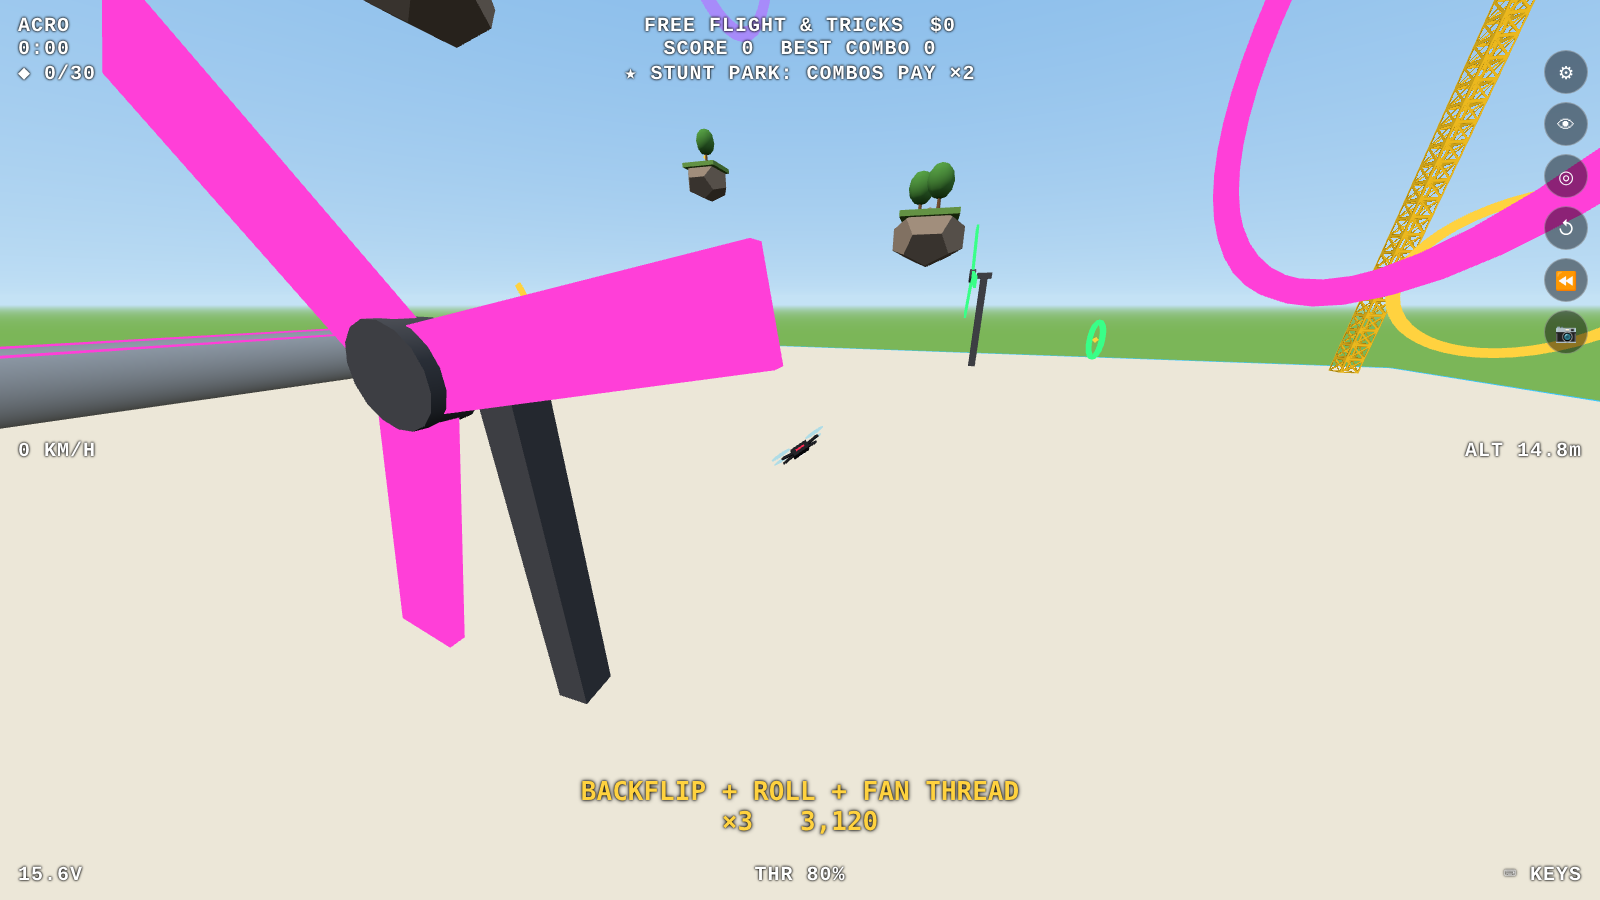 ACRO
0:00
◆ 0/30
FREE FLIGHT & TRICKS $0
SCORE 0 BEST COMBO 0
★ STUNT PARK: COMBOS PAY ×2
0 KM/H
ALT 14.8m
BACKFLIP + ROLL + FAN THREAD
×3 3,120
15.6V
THR 80%
⌨ KEYS